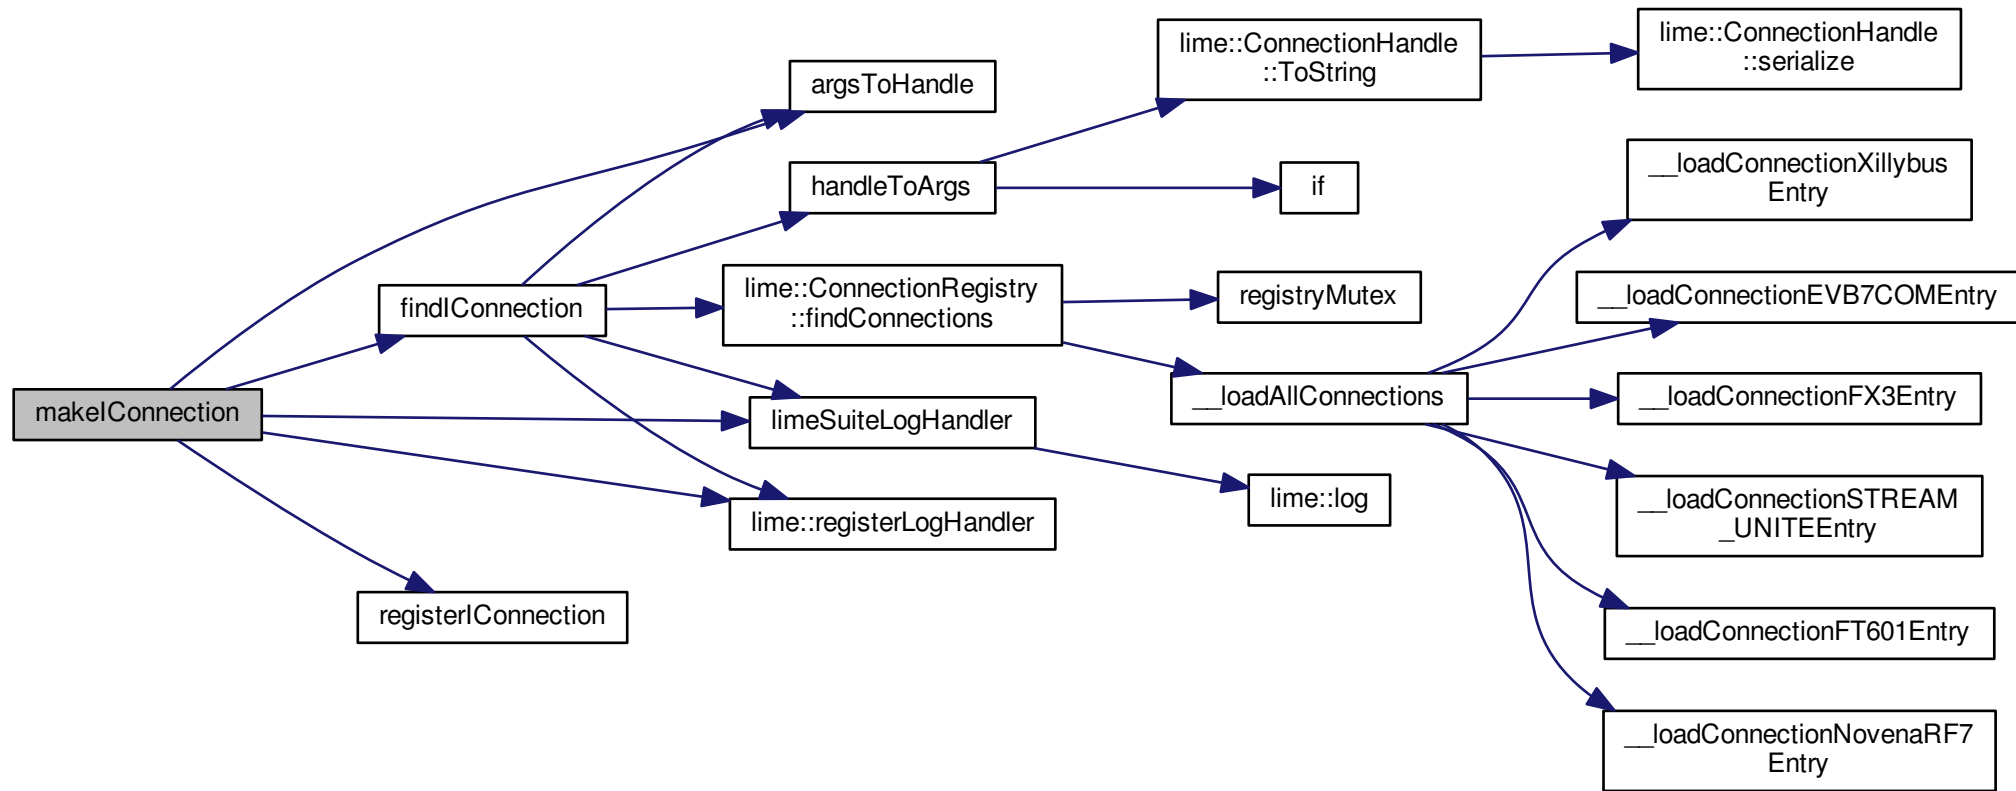 makeIConnection
findIConnection
registerIConnection
argsToHandle
handleToArgs
lime::ConnectionRegistry
::findConnections
limeSuiteLogHandler
lime::registerLogHandler
lime::ConnectionHandle
::ToString
if
registryMutex
__loadAllConnections
lime::log
lime::ConnectionHandle
::serialize
__loadConnectionXillybus
Entry
__loadConnectionEVB7COMEntry
__loadConnectionFX3Entry
__loadConnectionSTREAM
_UNITEEntry
__loadConnectionFT601Entry
__loadConnectionNovenaRF7
Entry